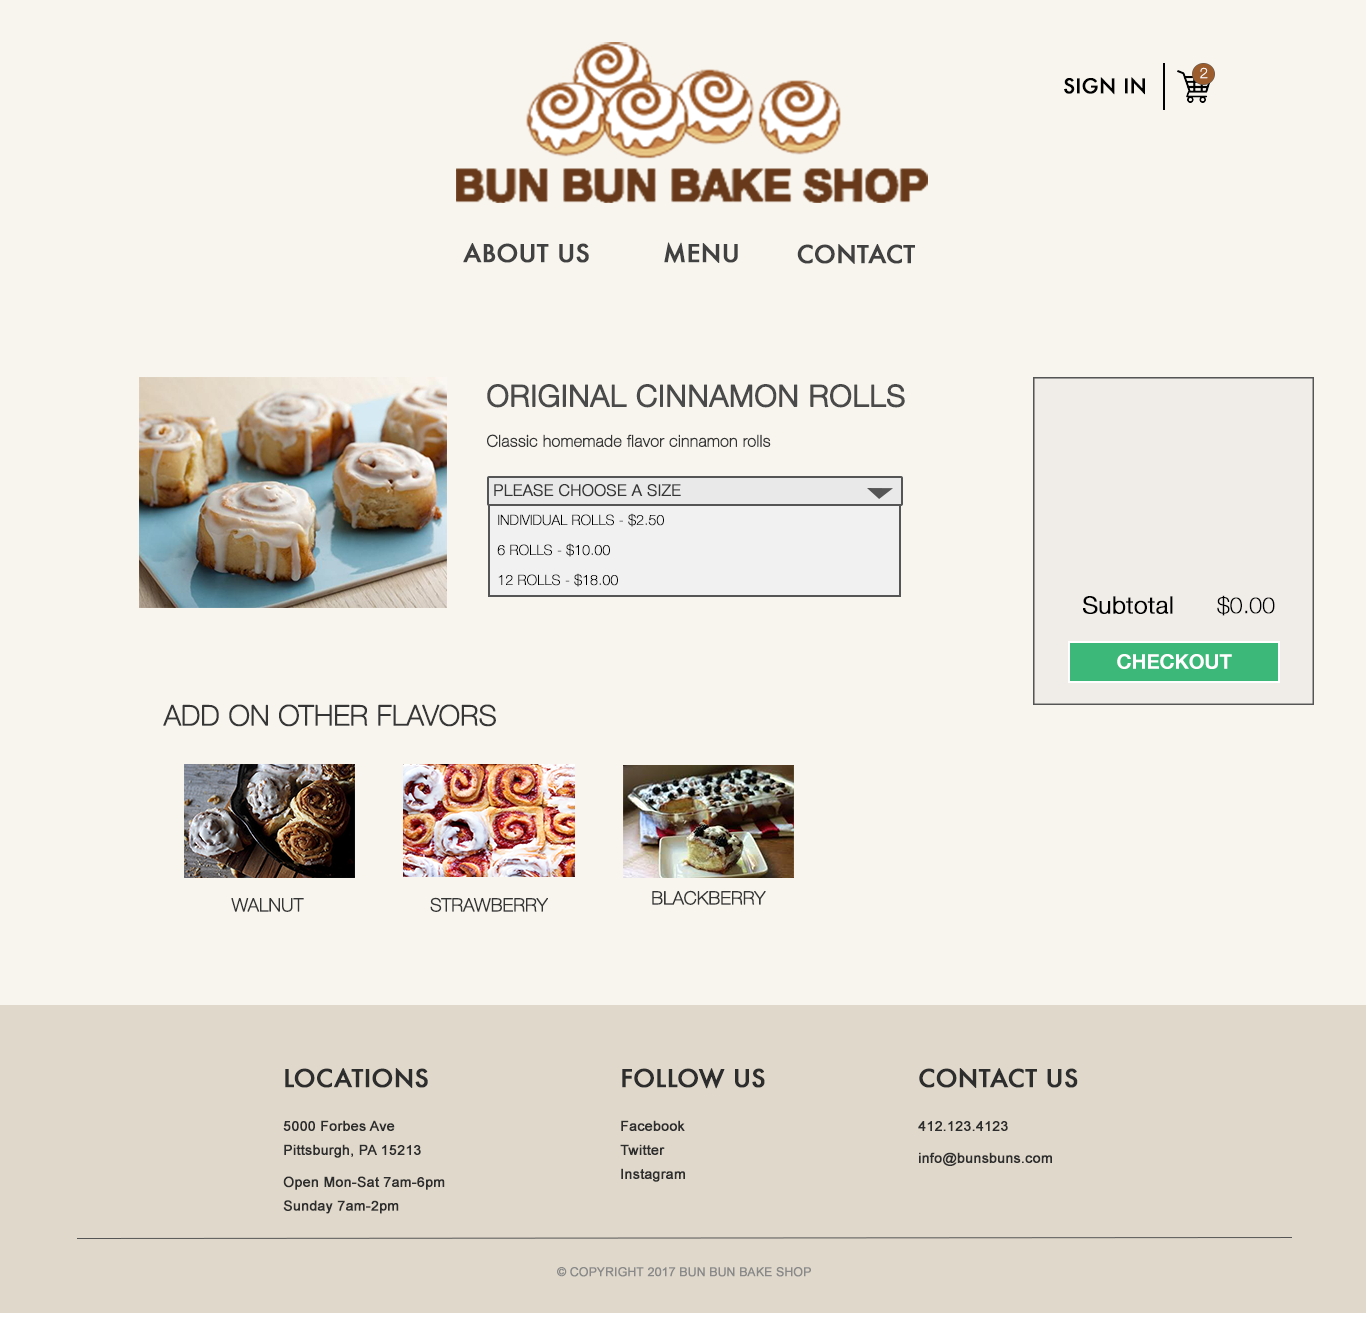 SIGN IN
2
BUN BUN BAKE SHOP
ABOUT US
MENU
CONTACT
ORIGINAL CINNAMON ROLLS
Classic homemade flavor cinnamon rolls
PLEASE CHOOSE A SIZE
INDIVIDUAL ROLLS - $2.50
6 ROLLS - $10.00
12 ROLLS - $18.00
Subtotal $0.00
CHECKOUT
ADD ON OTHER FLAVORS
WALNUT
STRAWBERRY
BLACKBERRY
LOCATIONS
5000 Forbes Ave
Pittsburgh, PA 15213
Open Mon-Sat 7am-6pm
Sunday 7am-2pm
FOLLOW US
Facebook
Twitter
Instagram
CONTACT US
412.123.4123
info@bunsbuns.com
© COPYRIGHT 2017 BUN BUN BAKE SHOP